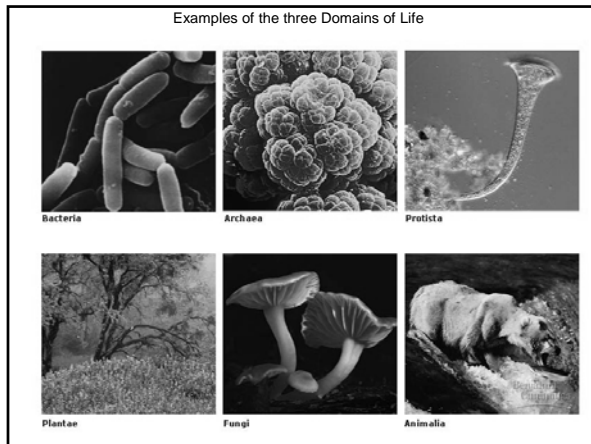 Examples of the three Domains of Life
Bacteria
Archaea
Protista
Plantae
Fungi
Animalia